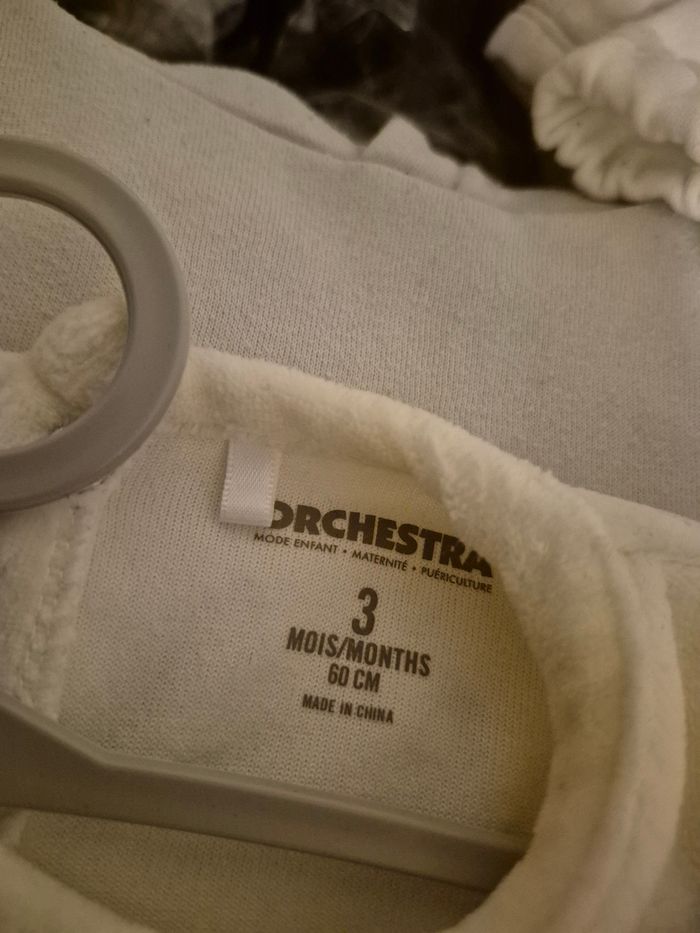 ORCHESTRA
MODE ENFANT • MATERNITÉ • PUÉRICULTURE
3
MOIS/MONTHS
60 CM
MADE IN CHINA